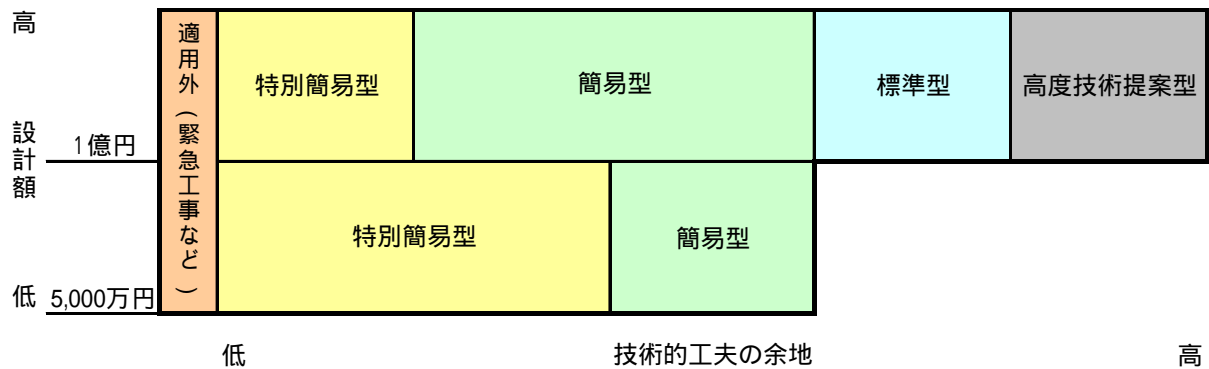 高
設計額
低
1億円
5,000万円
適用外(緊急工事など)
特別簡易型
簡易型
標準型
高度技術提案型
特別簡易型
簡易型
低
技術的工夫の余地
高